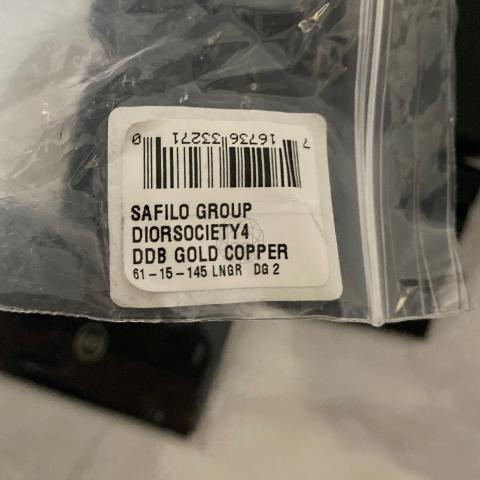 7 16736 33271 0
SAFILO GROUP
DIORSOCIETY4
DDB GOLD COPPER
61-15-145 LNGR DG 2